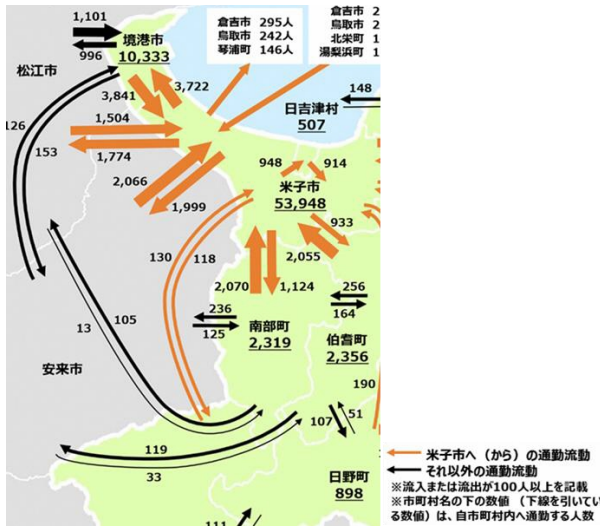 倉吉市 295人
鳥取市 242人
琴浦町 146人
倉吉市 2
鳥取市 2
北栄町 1
湯梨浜町 1
1,101
996
境港市
10,333
松江市
3,841
3,722
日吉津村
507
148
126
153
1,504
1,774
2,066
1,999
948
914
米子市
53,948
933
2,055
130
118
2,070
1,124
256
164
236
125
南部町
2,319
伯耆町
2,356
13
105
安来市
190
107
51
119
33
日野町
898
111
米子市へ（から）の通勤流動
それ以外の通勤流動
※流入または流出が100人以上を記載
※市町村名の下の数値 （下線を引いてい
る数値）は、自市町村内へ通勤する人数